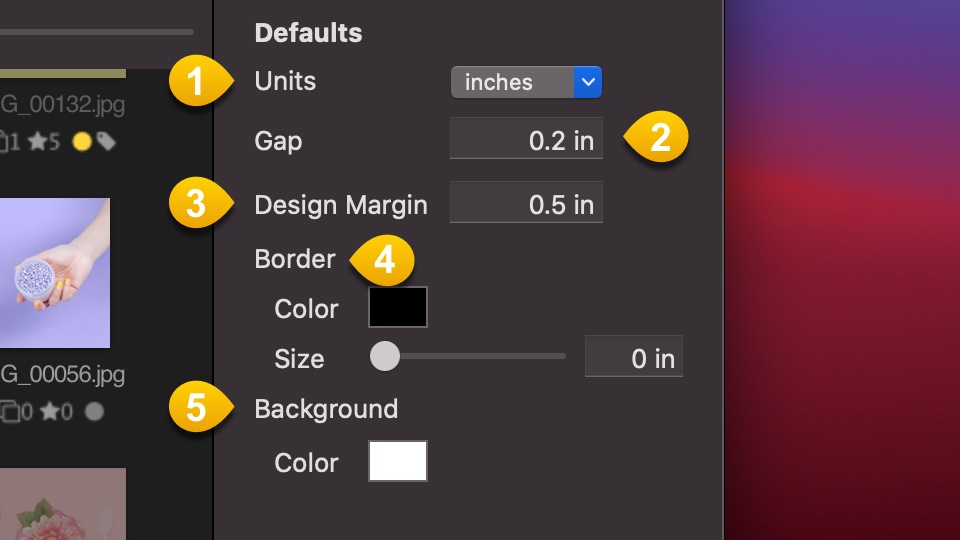 Defaults
1 Units inches
G_00132.jpg
1 5
Gap 0.2 in 2
3 Design Margin 0.5 in
Border 4
Color
Size 0 in
G_00056.jpg
0 0
5 Background
Color